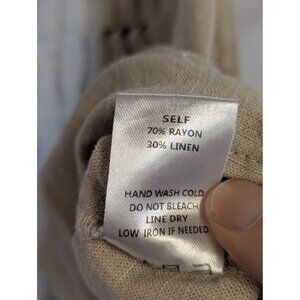 SELF
70% RAYON
30% LINEN
HAND WASH COLD
DO NOT BLEACH
LINE DRY
LOW IRON IF NEEDED